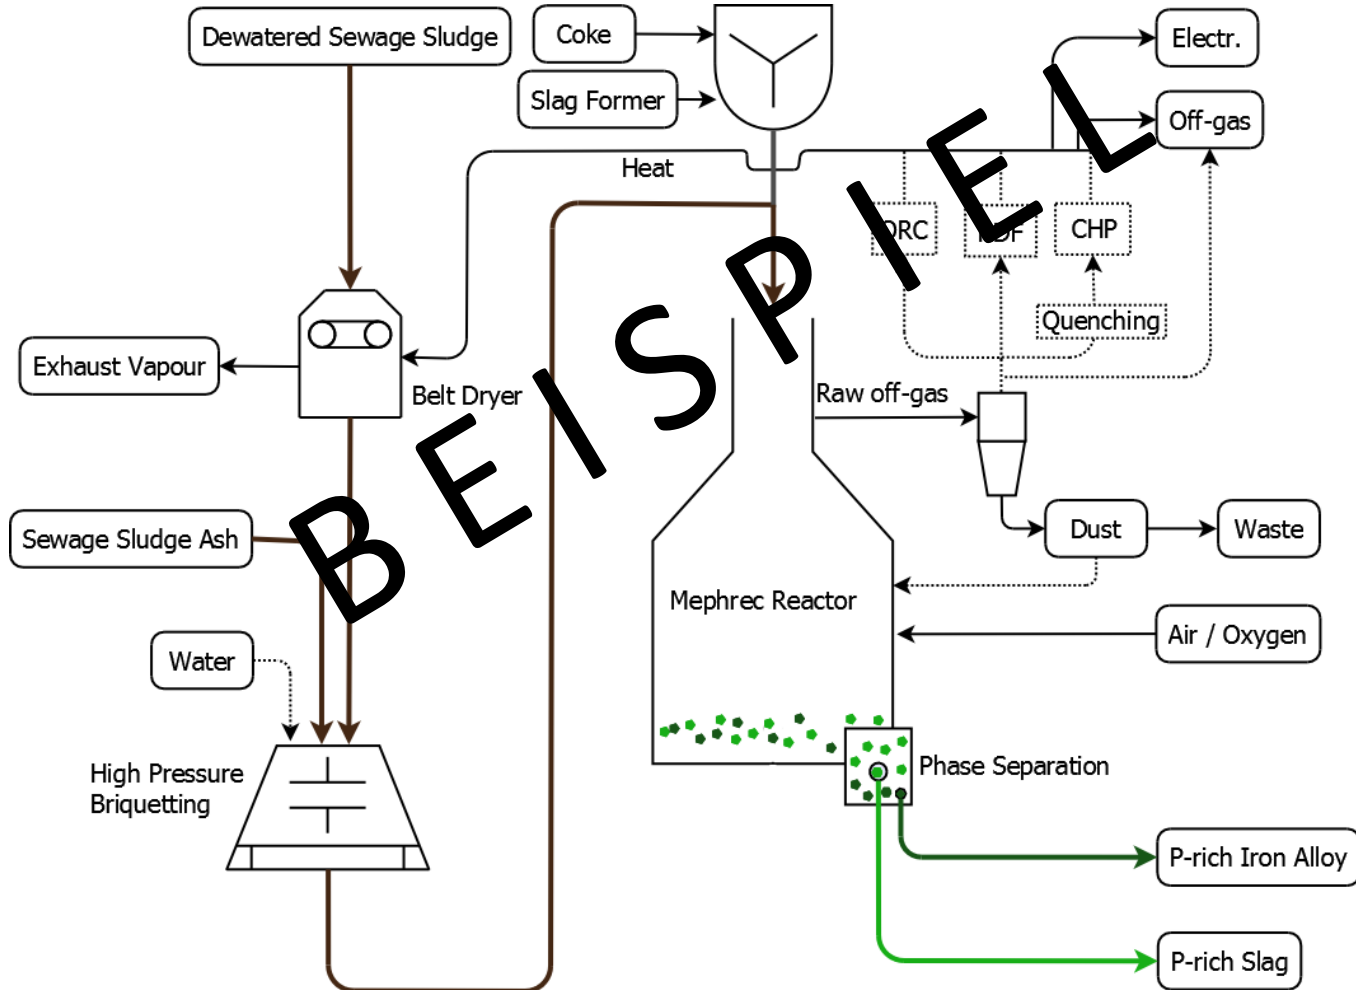 Dewatered Sewage Sludge
Coke
Slag Former
Electr.
Off-gas
Heat
CHP
Quenching
Exhaust Vapour
Belt Dryer
Raw off-gas
Sewage Sludge Ash
Dust
Waste
Mephrec Reactor
Air / Oxygen
Water
High Pressure
Briquetting
Phase Separation
P-rich Iron Alloy
P-rich Slag
BEISPIEL